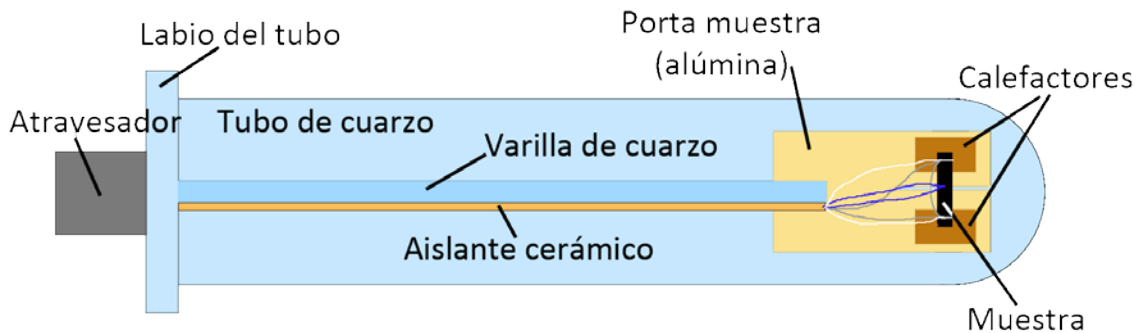 Labio del tubo
Porta muestra
(alúmina)
Calefactores
Atravesador
Tubo de cuarzo
Varilla de cuarzo
Aislante cerámico
Muestra